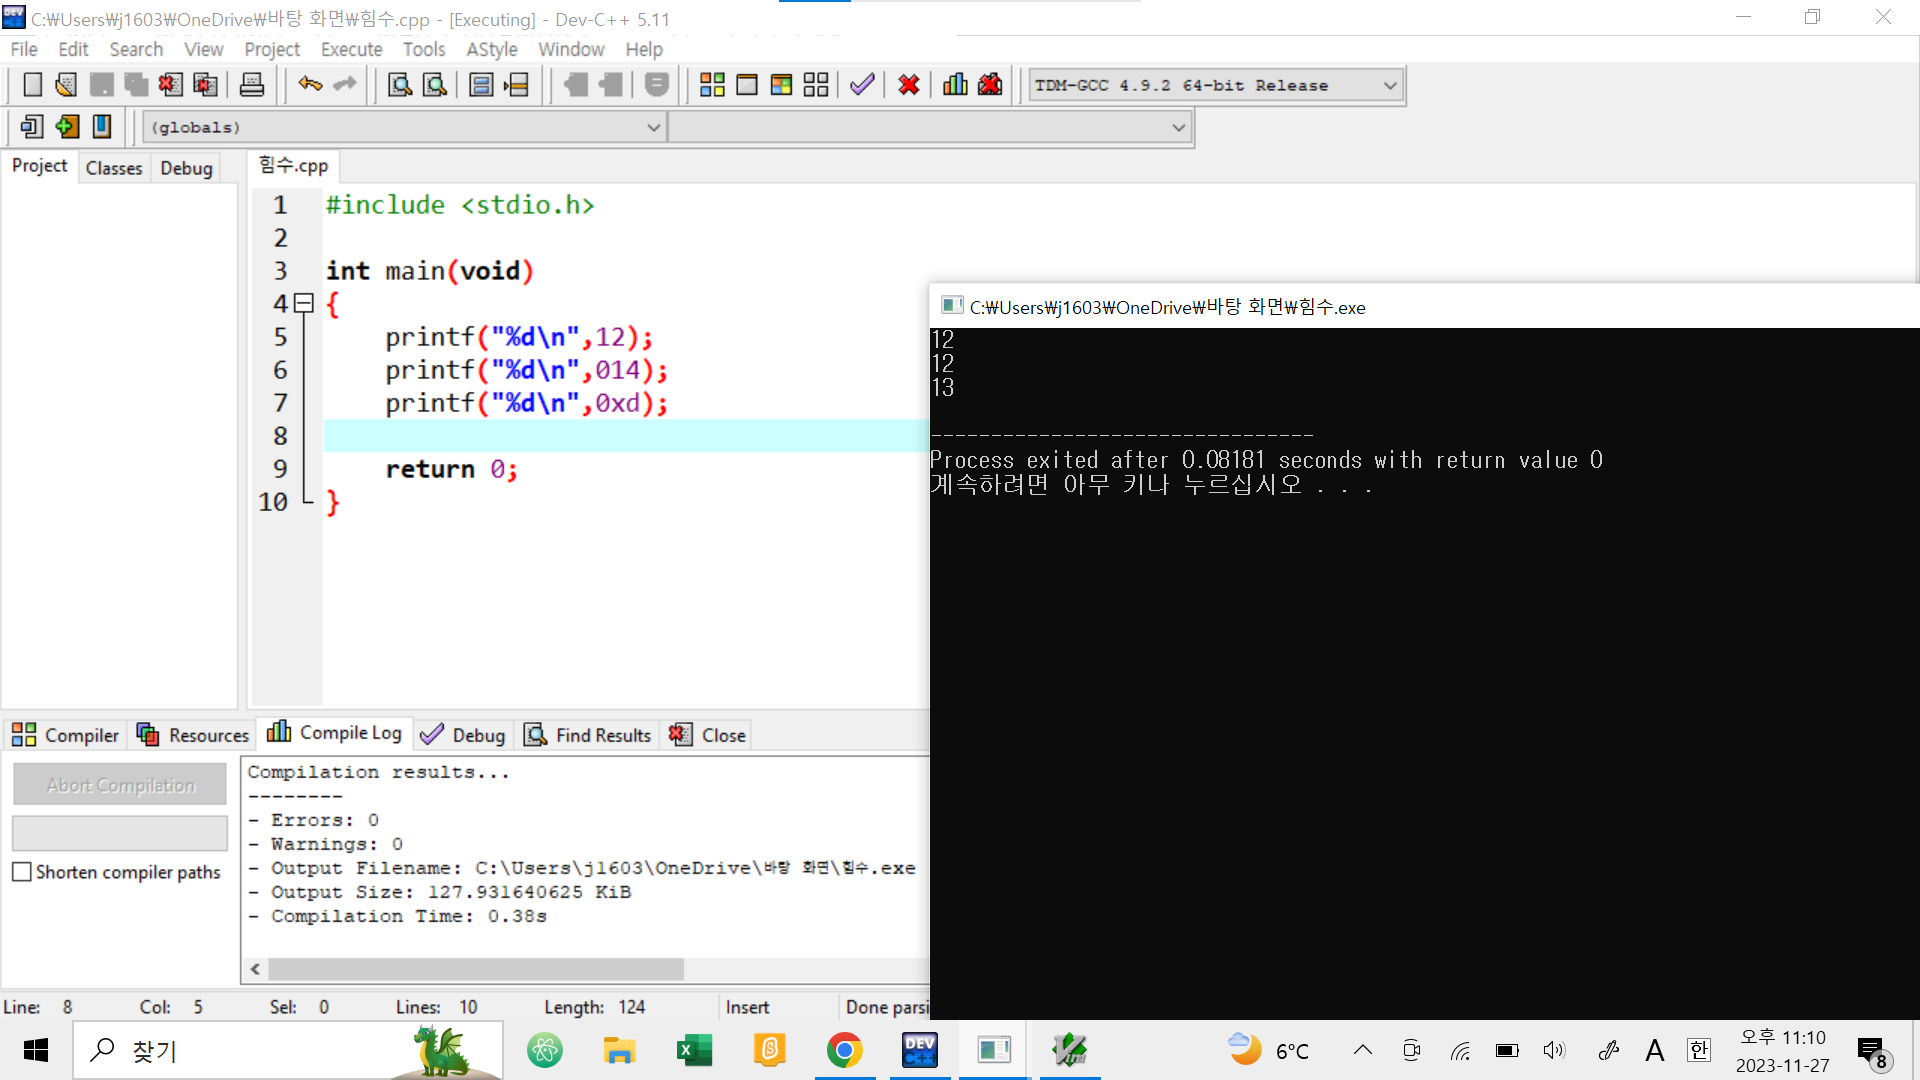 C:₩Users₩j1603₩OneDrive₩바탕 화면₩힘수.cpp - [Executing] - Dev-C++ 5.11
File Edit Search View Project Execute Tools AStyle Window Help
TDM-GCC 4.9.2 64-bit Release
(globals)
Project Classes Debug
힘수.cpp
1 #include <stdio.h>
2
3 int main(void)
4 {
5 printf("%d\n",12);
6 printf("%d\n",014);
7 printf("%d\n",0xd);
8
9 return 0;
10 }
C:₩Users₩j1603₩OneDrive₩바탕 화면₩힘수.exe
12
12
13
--------------------------------
Process exited after 0.08181 seconds with return value 0
계속하려면 아무 키나 누르십시오 . . .
Compiler Resources Compile Log Debug Find Results Close
Abort Compilation
Shorten compiler paths
Compilation results...
--------
- Errors: 0
- Warnings: 0
- Output Filename: C:\Users\j1603\OneDrive\바탕 화면\힘수.exe
- Output Size: 127.931640625 KiB
- Compilation Time: 0.38s
Line: 8 Col: 5 Sel: 0 Lines: 10 Length: 124 Insert Done parsi
찾기
DEV C++
6°C
A
한
오후 11:10
2023-11-27
8